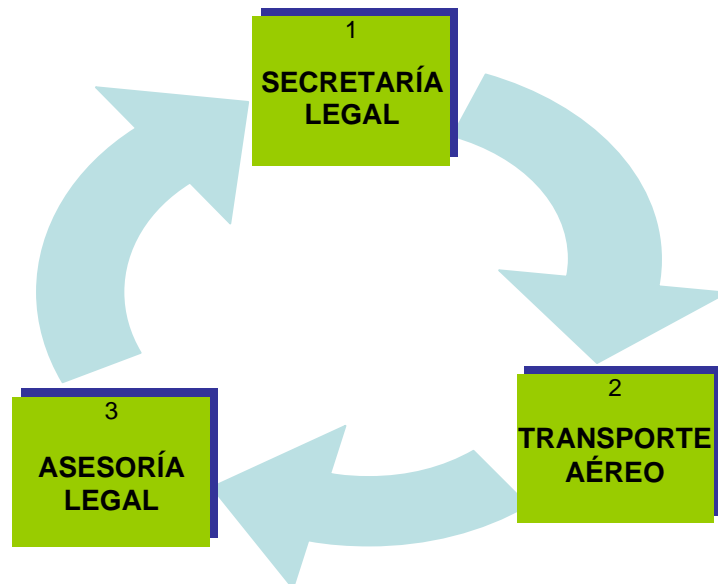 1
SECRETARÍA
LEGAL
2
TRANSPORTE
AÉREO
3
ASESORÍA
LEGAL